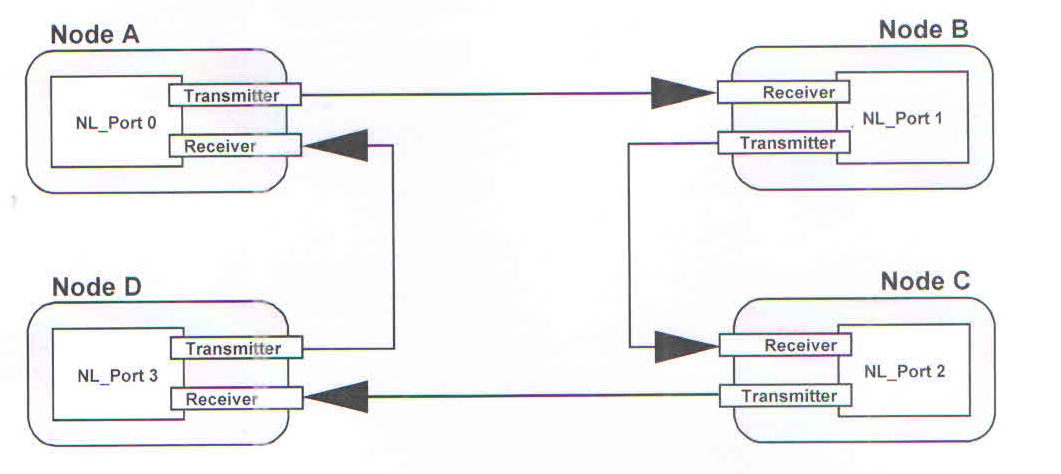 Node A
Node B
Transmitter
NL_Port 0
Receiver
Receiver
NL_Port 1
Transmitter
Node D
Node C
Transmitter
NL_Port 3
Receiver
Receiver
NL_Port 2
Transmitter